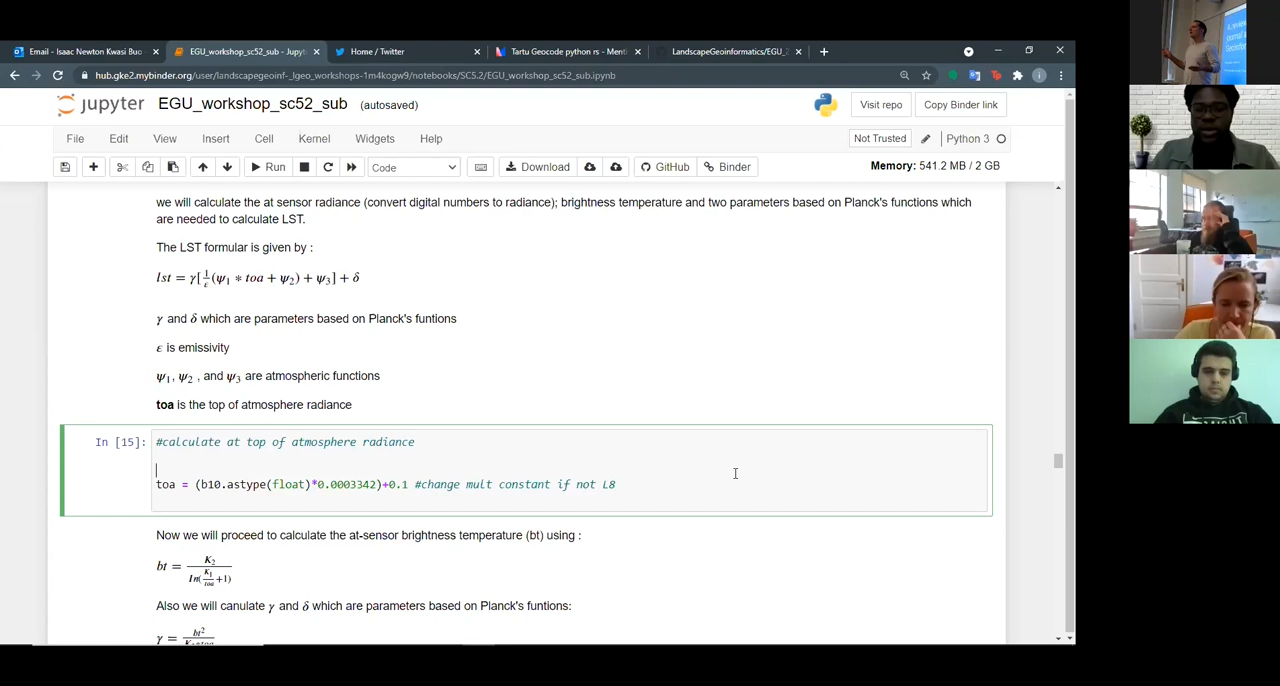 Email - Isaac Newton Kwasi Buo -
EGU_workshop_sc52_sub - Jupyte
Home / Twitter
Tartu Geocode python rs - Menti
LandscapeGeoinformatics/EGU_2
hub.gke2.mybinder.org/user/landscapegeoinf-_lgeo_workshops-1m4kogw9/notebooks/SC5.2/EGU_workshop_sc52_sub.ipynb
jupyter EGU_workshop_sc52_sub (autosaved)
Visit repo
Copy Binder link
File Edit View Insert Cell Kernel Widgets Help
Not Trusted
Python 3
Run
Code
Download
GitHub
Binder
Memory: 541.2 MB / 2 GB
we will calculate the at sensor radiance (convert digital numbers to radiance); brightness temperature and two parameters based on Planck's functions which
are needed to calculate LST.
The LST formular is given by :
lst = γ[1/ε(ψ1 ∗ toa + ψ2) + ψ3] + δ
γ and δ which are parameters based on Planck's funtions
ε is emissivity
ψ1, ψ2 , and ψ3 are atmospheric functions
toa is the top of atmosphere radiance
In [15]:
#calculate at top of atmosphere radiance
toa = (b10.astype(float)*0.0003342)+0.1 #change mult constant if not L8
Now we will proceed to calculate the at-sensor brightness temperature (bt) using :
bt = K2 / In(K1/toa +1)
Also we will canulate γ and δ which are parameters based on Planck's funtions:
γ = bt2
A review